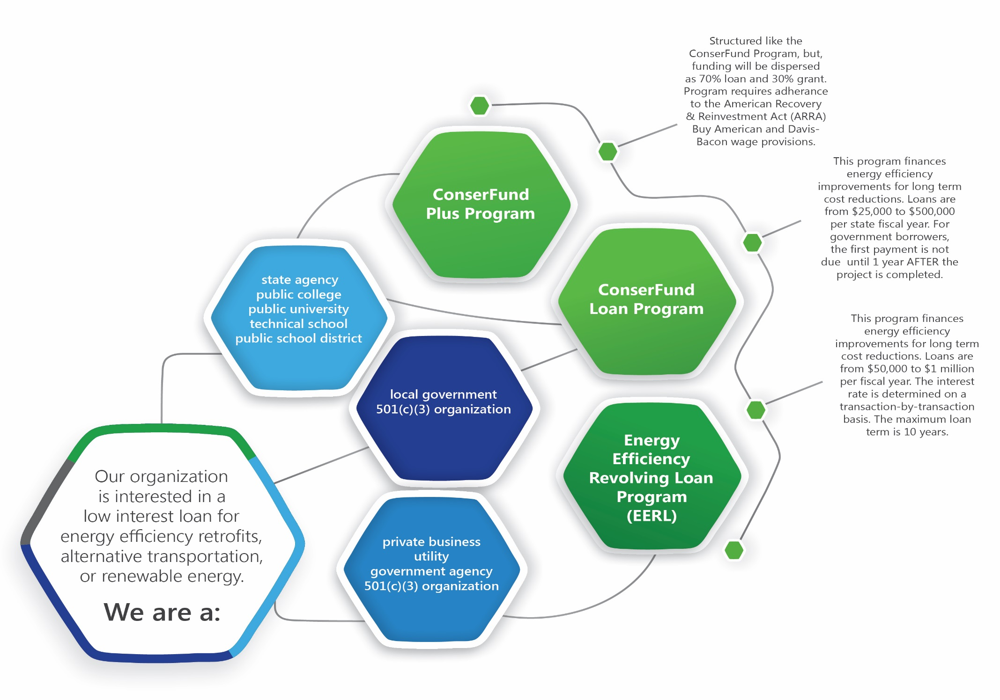 Structured like the
ConserFund Program, but,
funding will be dispersed
as 70% loan and 30% grant.
Program requires adherance
to the American Recovery
& Reinvestment Act (ARRA)
Buy American and Davis-
Bacon wage provisions.
This program finances
energy efficiency
improvements for long term
cost reductions. Loans are
from $25,000 to $500,000
per state fiscal year. For
government borrowers,
the first payment is not
due  until 1 year AFTER the
project is completed.
This program finances
energy efficiency
improvements for long term
cost reductions. Loans are
from $50,000 to $1 million
per fiscal year. The interest
rate is determined on a
transaction-by-transaction
basis. The maximum loan
term is 10 years.
ConserFund
Plus Program
ConserFund
Loan Program
Energy
Efficiency
Revolving Loan
Program
(EERL)
state agency
public college
public university
technical school
public school district
local government
501(c)(3) organization
private business
utility
government agency
501(c)(3) organization
Our organization
is interested in a
low interest loan for
energy efficiency retrofits,
alternative transportation,
or renewable energy.
We are a: